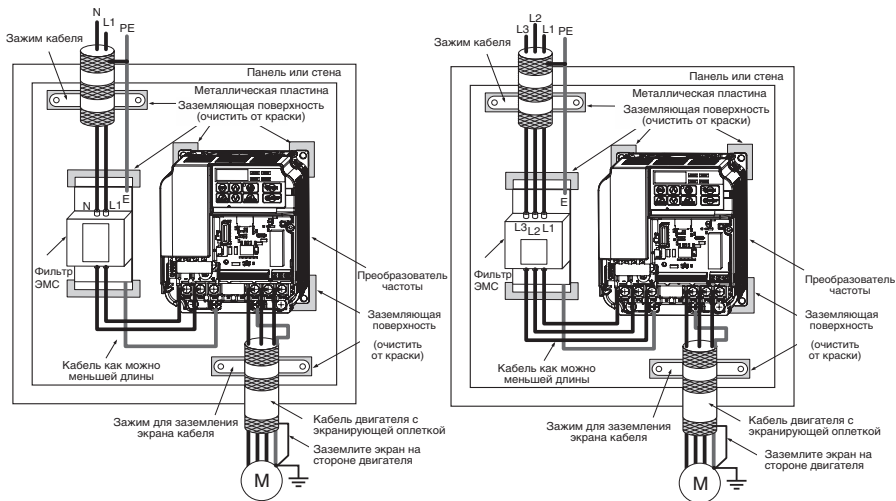 N
L1
PE
Зажим кабеля
Панель или стена
Металлическая пластина
Заземляющая поверхность
(очистить от краски)
E
N
L1
Фильтр
ЭМС
Преобразователь
частоты
Заземляющая
поверхность
(очистить
от краски)
Кабель как можно
меньшей длины
Зажим для заземления
экрана кабеля
Кабель двигателя с
экранирующей оплеткой
Заземлите экран на
стороне двигателя
M
L2
L3
L1
PE
Зажим кабеля
Панель или стена
Металлическая пластина
Заземляющая поверхность
(очистить от краски)
E
L3
L2
L1
Фильтр
ЭМС
Преобразователь
частоты
Заземляющая
поверхность
(очистить
от краски)
Кабель как можно
меньшей длины
Зажим для заземления
экрана кабеля
Кабель двигателя с
экранирующей оплеткой
Заземлите экран на
стороне двигателя
M